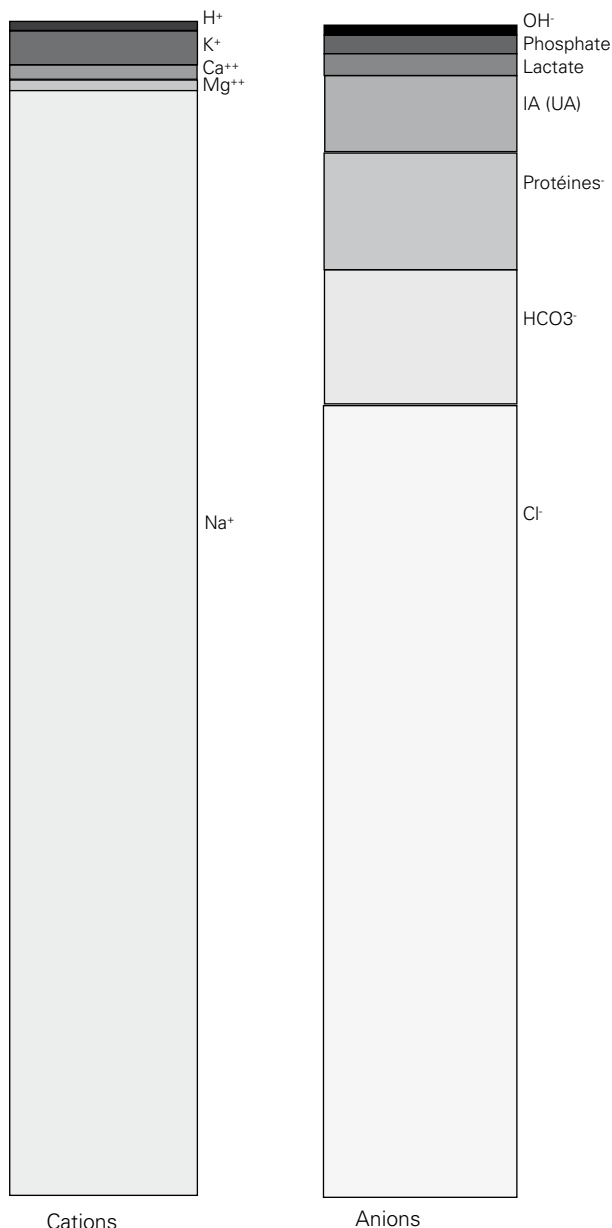 H⁺
K⁺
Ca⁺⁺
Mg⁺⁺
Na⁺
Cations
OH⁻
Phosphate
Lactate
IA (UA)
Protéines⁻
HCO3⁻
Cl⁻
Anions